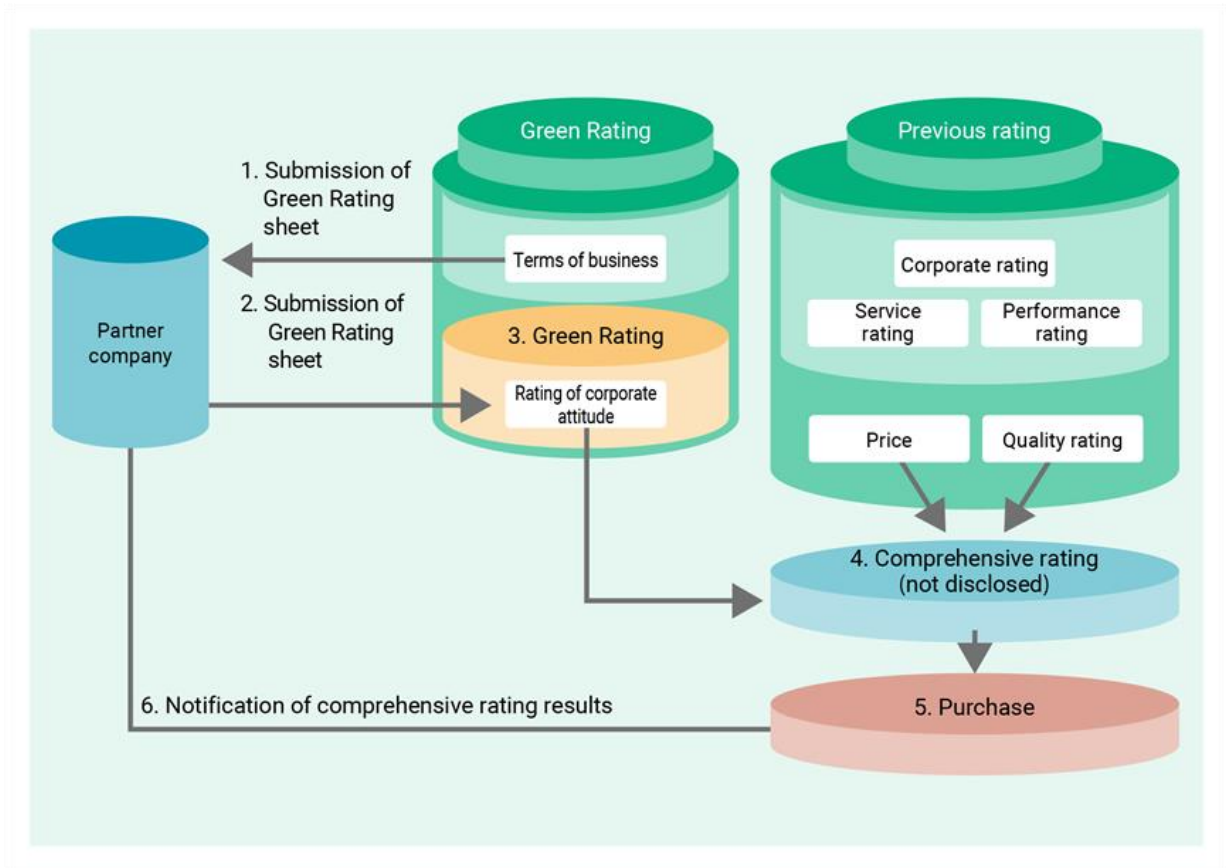 Green Rating
Previous rating
1. Submission of
Green Rating
sheet
Terms of business
Corporate rating
Service
rating
Performance
rating
2. Submission of
Green Rating
sheet
Partner
company
3. Green Rating
Rating of corporate
attitude
Price
Quality rating
4. Comprehensive rating
(not disclosed)
6. Notification of comprehensive rating results
5. Purchase